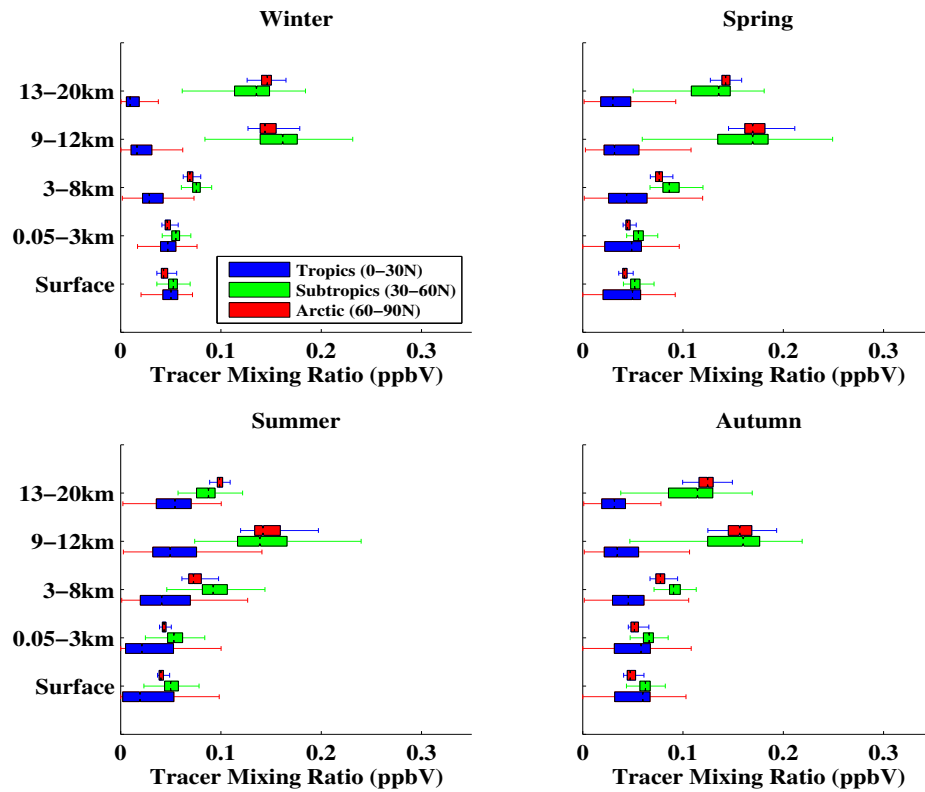 Winter
13−20km
9−12km
3−8km
0.05−3km
Surface
Tropics (0−30N)
Subtropics (30−60N)
Arctic (60−90N)
0 0.1 0.2 0.3
Tracer Mixing Ratio (ppbV)
Spring
0 0.1 0.2 0.3
Tracer Mixing Ratio (ppbV)
Summer
13−20km
9−12km
3−8km
0.05−3km
Surface
0 0.1 0.2 0.3
Tracer Mixing Ratio (ppbV)
Autumn
0 0.1 0.2 0.3
Tracer Mixing Ratio (ppbV)